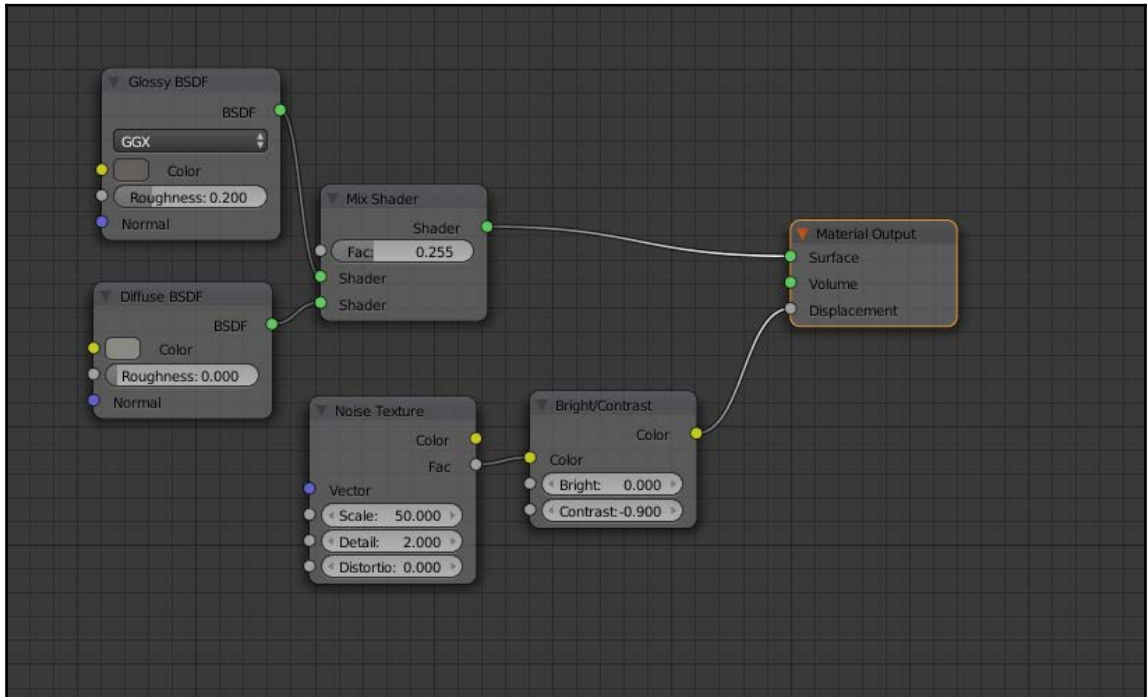 Glossy BSDF
BSDF
GGX
Color
Roughness: 0.200
Normal
Mix Shader
Shader
Fac: 0.255
Shader
Shader
Diffuse BSDF
BSDF
Color
Roughness: 0.000
Normal
Material Output
Surface
Volume
Displacement
Noise Texture
Color
Fac
Vector
Scale: 50.000
Detail: 2.000
Distortio: 0.000
Bright/Contrast
Color
Color
Bright: 0.000
Contrast:-0.900